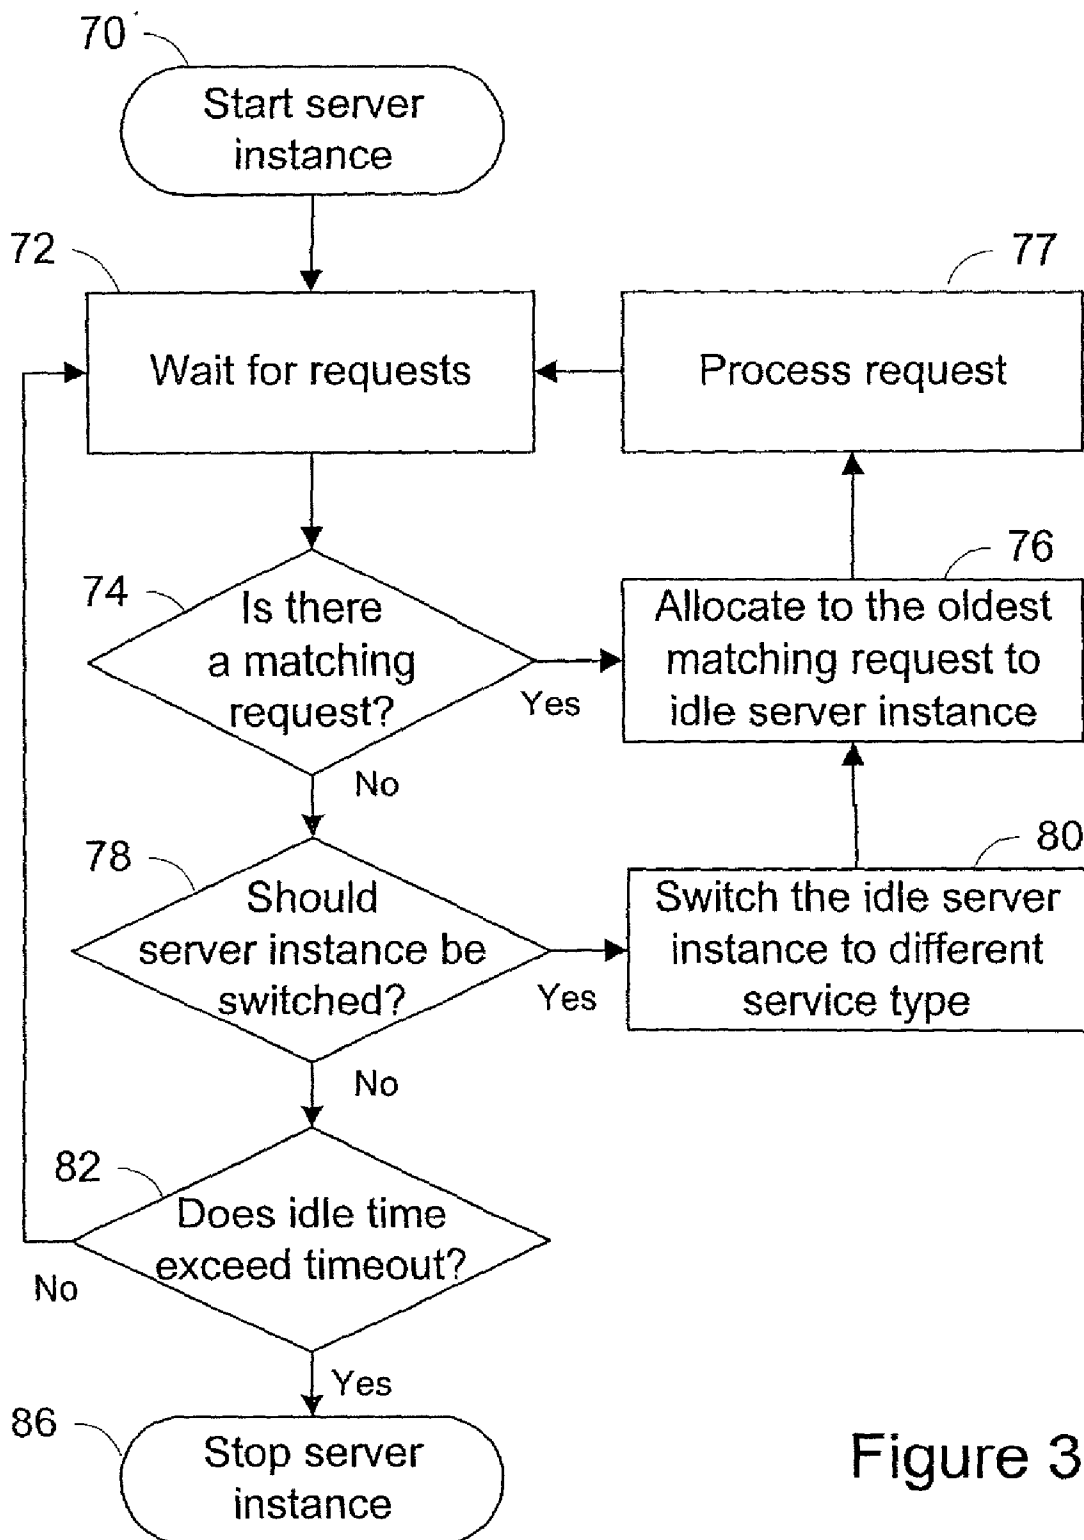 70
Start server
instance
72
Wait for requests
77
Process request
74
Is there
a matching
request?
Yes
No
76
Allocate to the oldest
matching request to
idle server instance
78
Should
server instance be
switched?
Yes
No
80
Switch the idle server
instance to different
service type
82
Does idle time
exceed timeout?
No
Yes
86
Stop server
instance
Figure 3